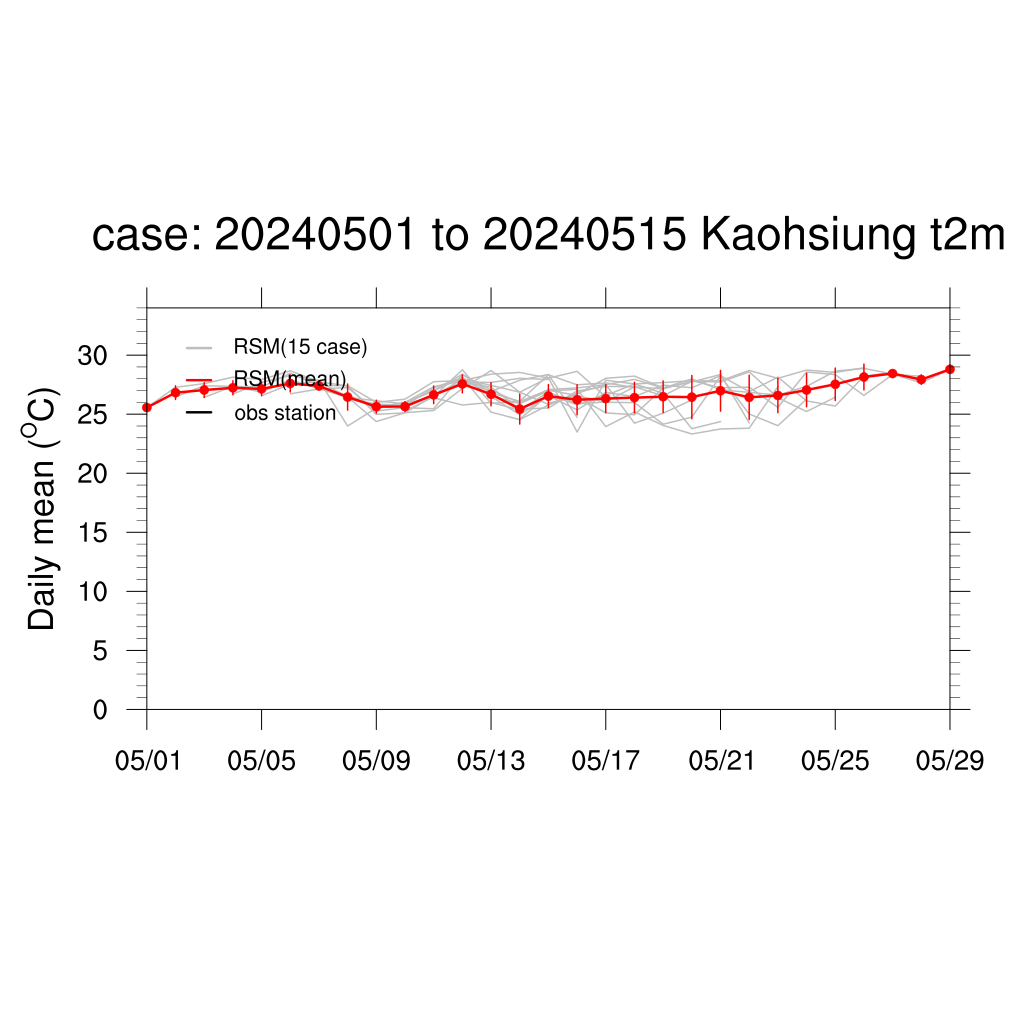 case: 20240501 to 20240515 Kaohsiung t2m
RSM(15 case)
RSM(mean)
obs station
Daily mean (°C)
30
25
20
15
10
5
0
05/01 05/05 05/09 05/13 05/17 05/21 05/25 05/29